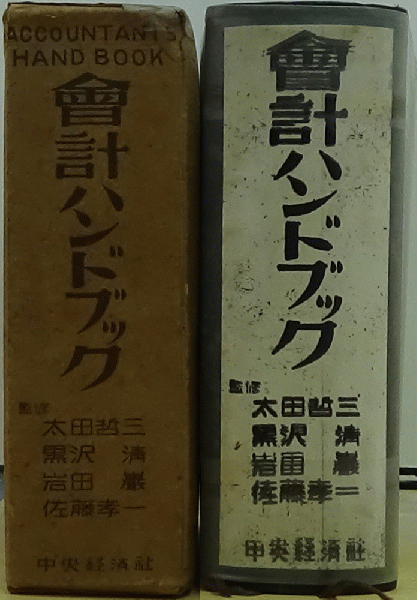 ACCOUNTANTS'
HAND BOOK
會計ハンドブック
監修
太田哲三
黒沢 清
岩田 巖
佐藤孝一
中央経済社
會計ハンドブック
監修
太田哲三
黒沢 清
岩田 巖
佐藤孝一
中央経済社